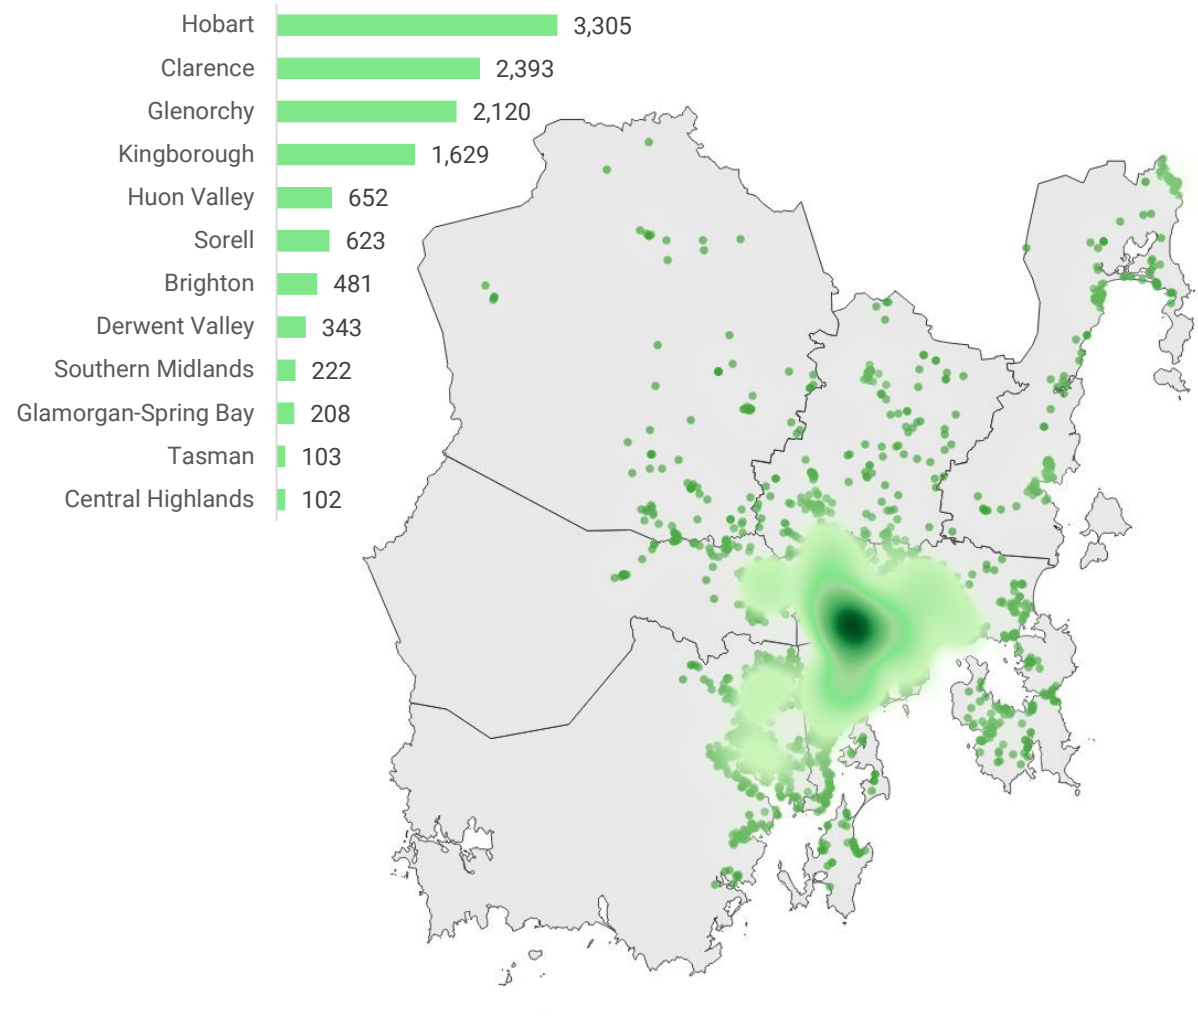 Hobart 3,305
Clarence 2,393
Glenorchy 2,120
Kingborough 1,629
Huon Valley 652
Sorell 623
Brighton 481
Derwent Valley 343
Southern Midlands 222
Glamorgan-Spring Bay 208
Tasman 103
Central Highlands 102